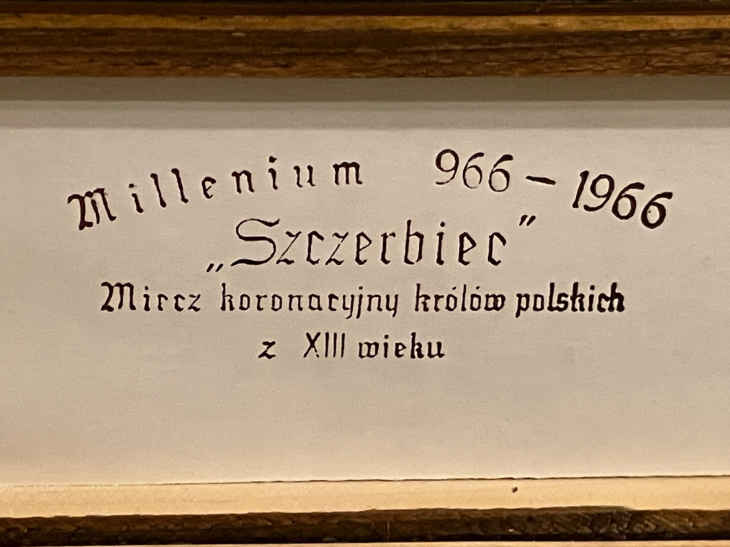 Millenium 966 – 1966
„Szczerbiec”
Miecz koronacyjny królów polskich
z XIII wieku